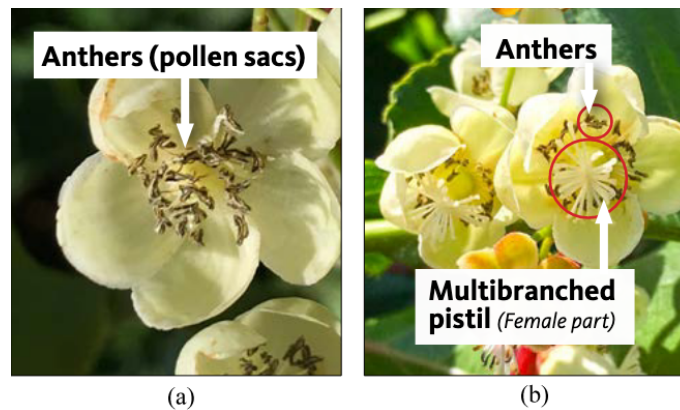 Anthers (pollen sacs)
Anthers
Multibranched
pistil (Female part)
(a)
(b)